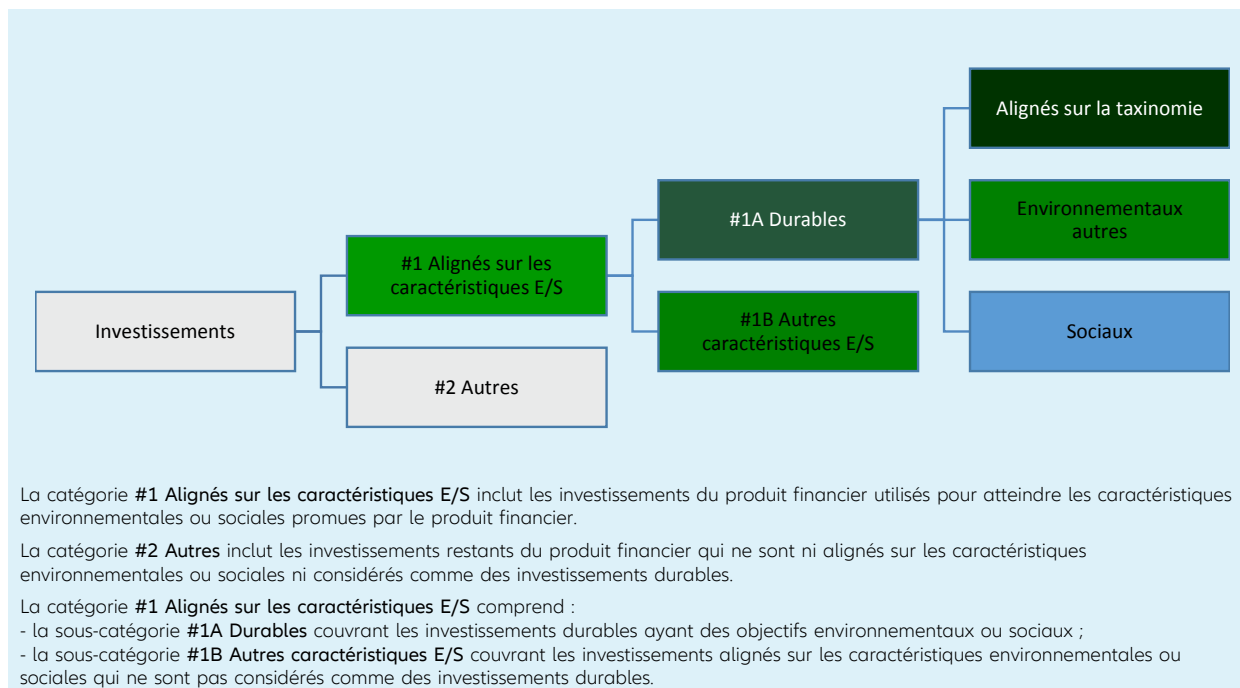 Alignés sur la taxinomie
#1A Durables
Environnementaux
autres
#1 Alignés sur les
caractéristiques E/S
Investissements
#1B Autres
caractéristiques E/S
Sociaux
#2 Autres
La catégorie #1 Alignés sur les caractéristiques E/S inclut les investissements du produit financier utilisés pour atteindre les caractéristiques
environnementales ou sociales promues par le produit financier.
La catégorie #2 Autres inclut les investissements restants du produit financier qui ne sont ni alignés sur les caractéristiques
environnementales ou sociales ni considérés comme des investissements durables.
La catégorie #1 Alignés sur les caractéristiques E/S comprend :
- la sous-catégorie #1A Durables couvrant les investissements durables ayant des objectifs environnementaux ou sociaux ;
- la sous-catégorie #1B Autres caractéristiques E/S couvrant les investissements alignés sur les caractéristiques environnementales ou
sociales qui ne sont pas considérés comme des investissements durables.